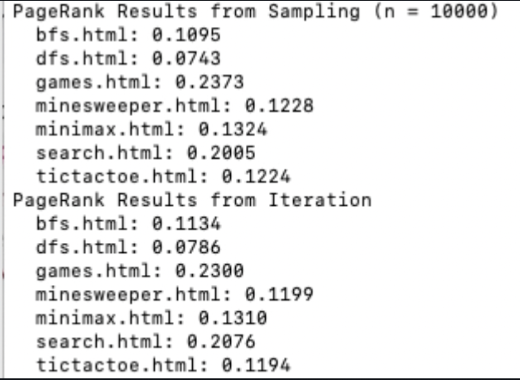 PageRank Results from Sampling (n = 10000)
bfs.html: 0.1095
dfs.html: 0.0743
games.html: 0.2373
minesweeper.html: 0.1228
minimax.html: 0.1324
search.html: 0.2005
tictactoe.html: 0.1224
PageRank Results from Iteration
bfs.html: 0.1134
dfs.html: 0.0786
games.html: 0.2300
minesweeper.html: 0.1199
minimax.html: 0.1310
search.html: 0.2076
tictactoe.html: 0.1194